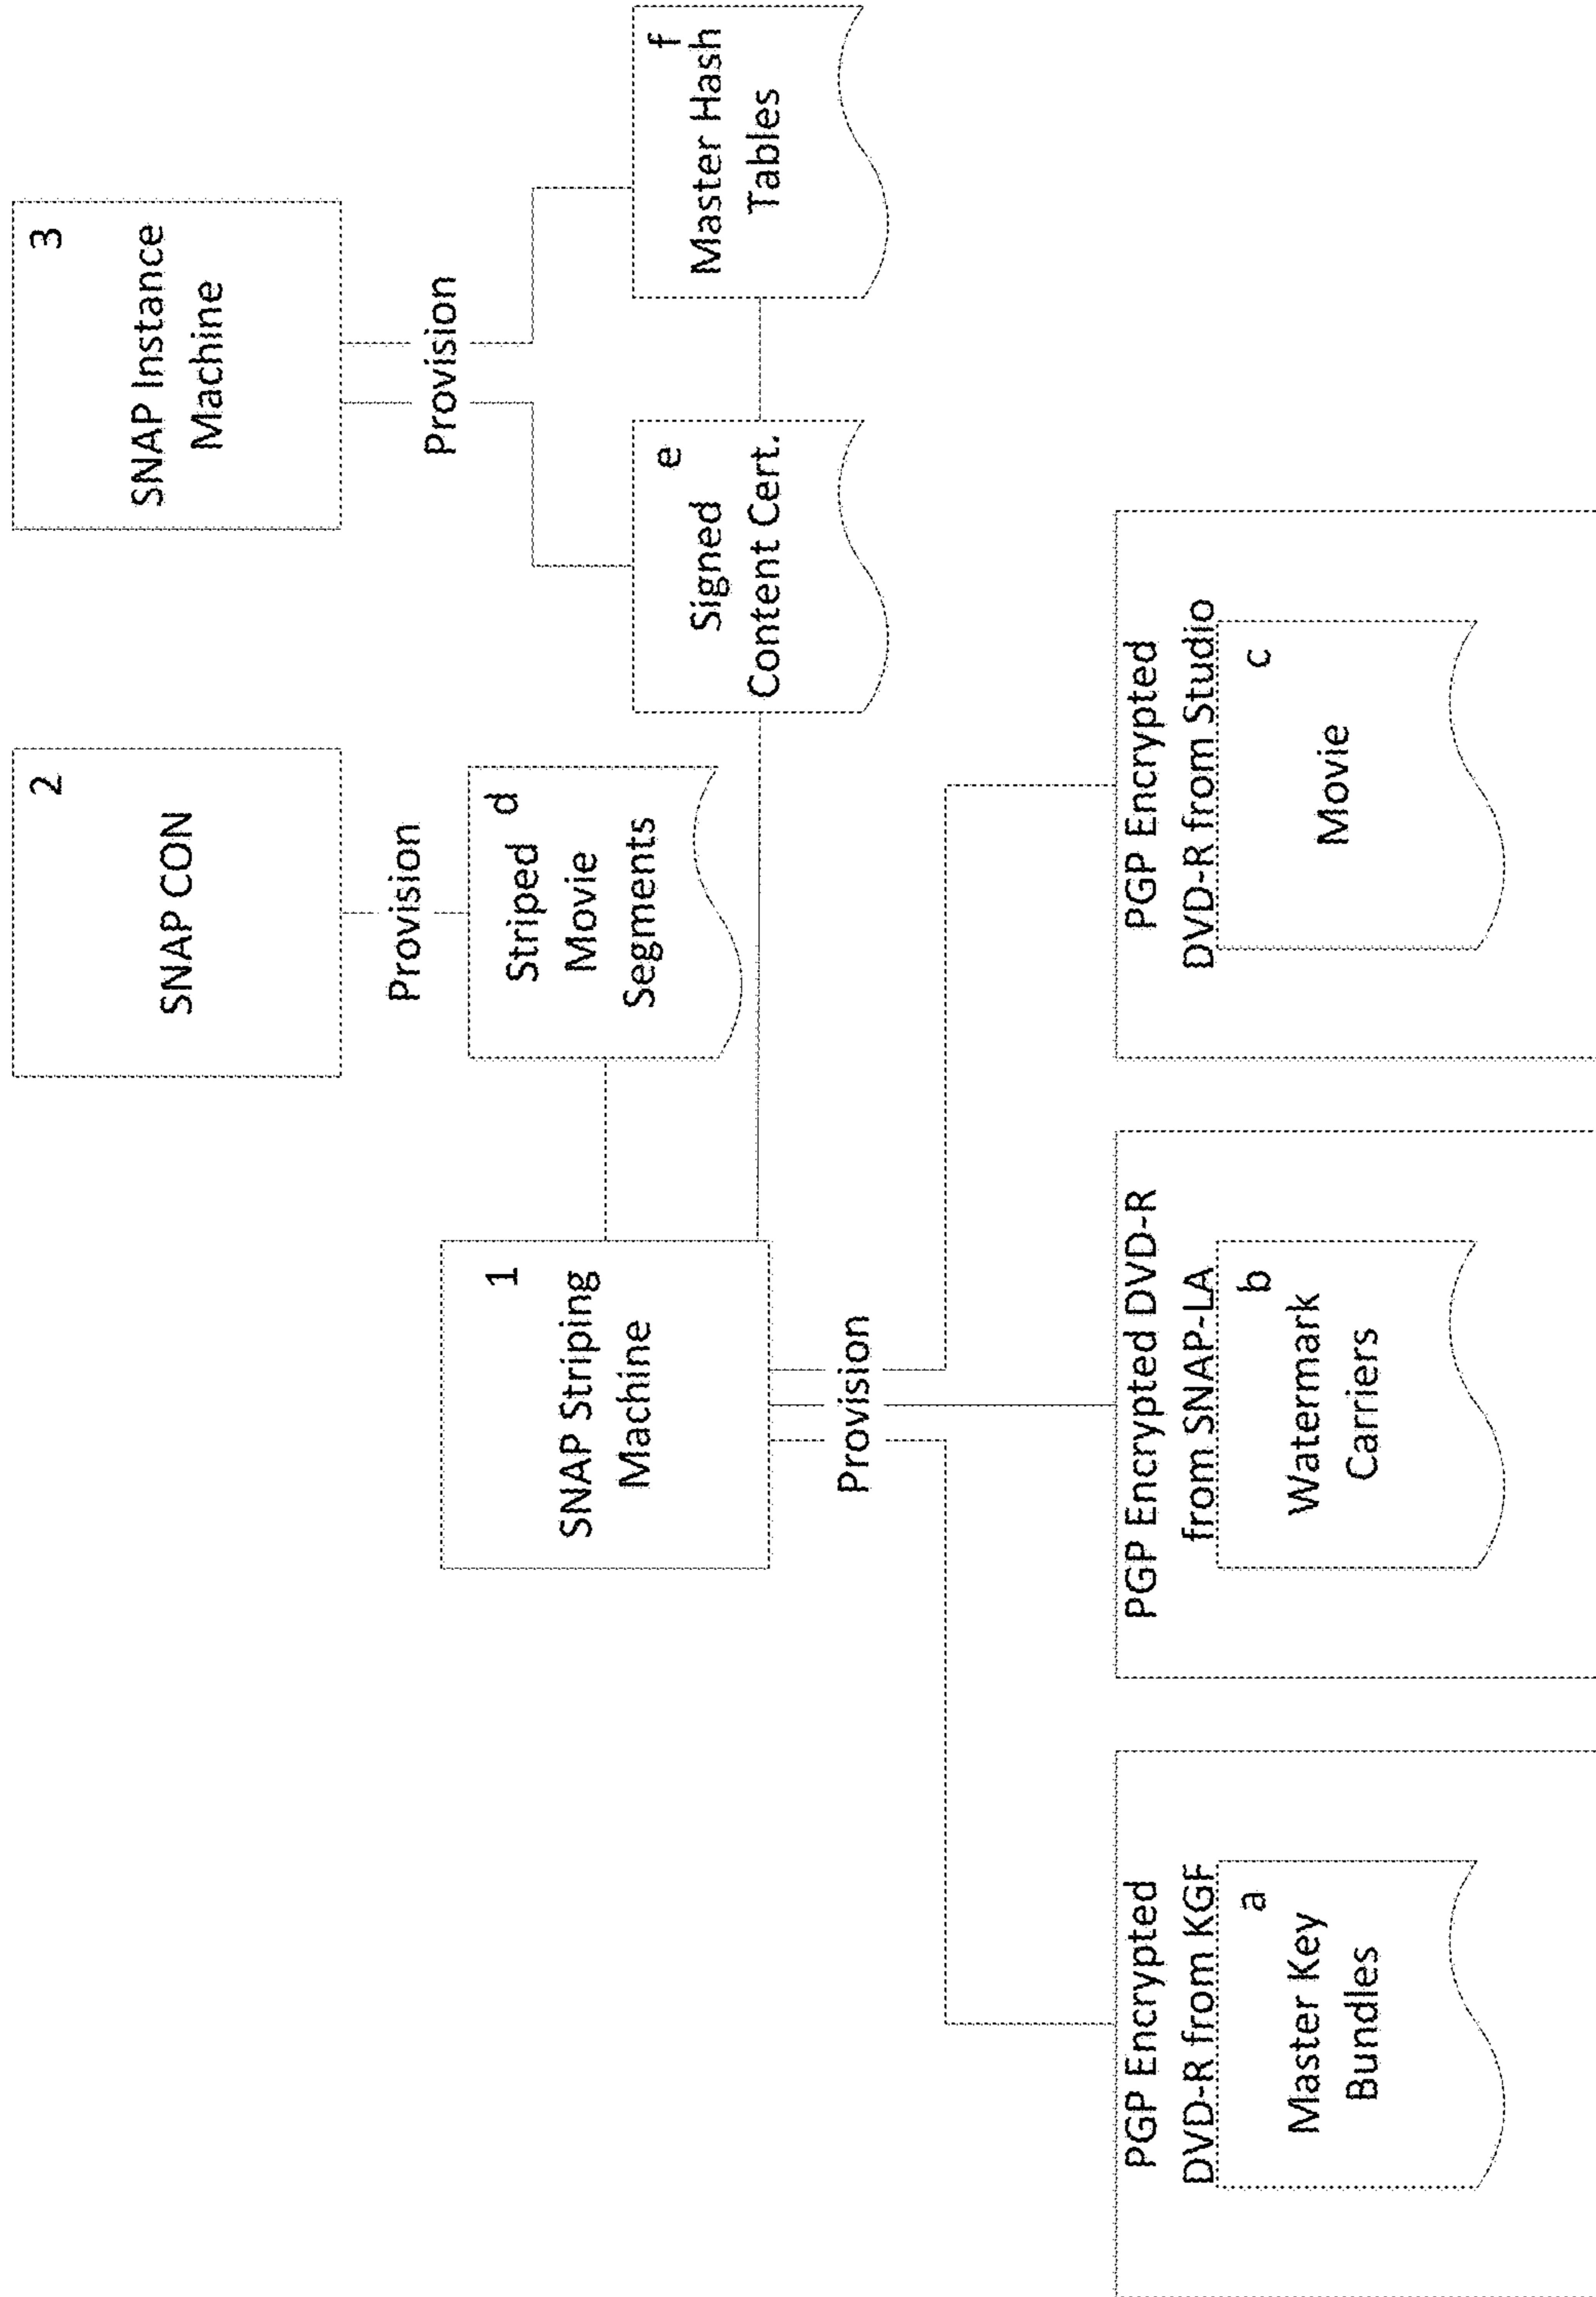 2
SNAP CON
3
SNAP Instance
Machine
Provision
Provision
1
SNAP Striping
Machine
d
Striped
Movie
Segments
e
Signed
Content Cert.
f
Master Hash
Tables
Provision
PGP Encrypted
DVD-R from KGF
a
Master Key
Bundles
PGP Encrypted DVD-R
from SNAP-LA
b
Watermark
Carriers
PGP Encrypted
DVD-R from Studio
c
Movie